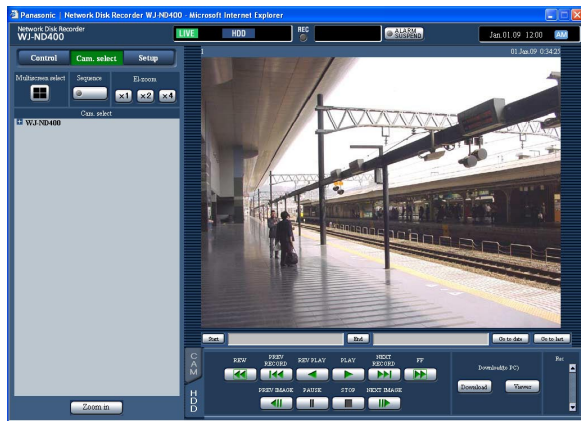 Panasonic | Network Disk Recorder WJ-ND400 - Microsoft Internet Explorer
Network Disk Recorder
WJ-ND400
LIVE
HDD
REC
ALARM
SUSPEND
Jan.01.09 12:00 AM
Control
Cam. select
Setup
1
01.Jan.09 0:34:25
Multiscreen select
Sequence
El-zoom
x1
x2
x4
Cam. select
WJ-ND400
Start
End
Go to date
Go to last
CAM
HDD
REW
PREV
RECORD
REV PLAY
PLAY
NEXT
RECORD
FF
PREV IMAGE
PAUSE
STOP
NEXT IMAGE
Download(to PC)
Download
Viewer
Rec
Zoom in